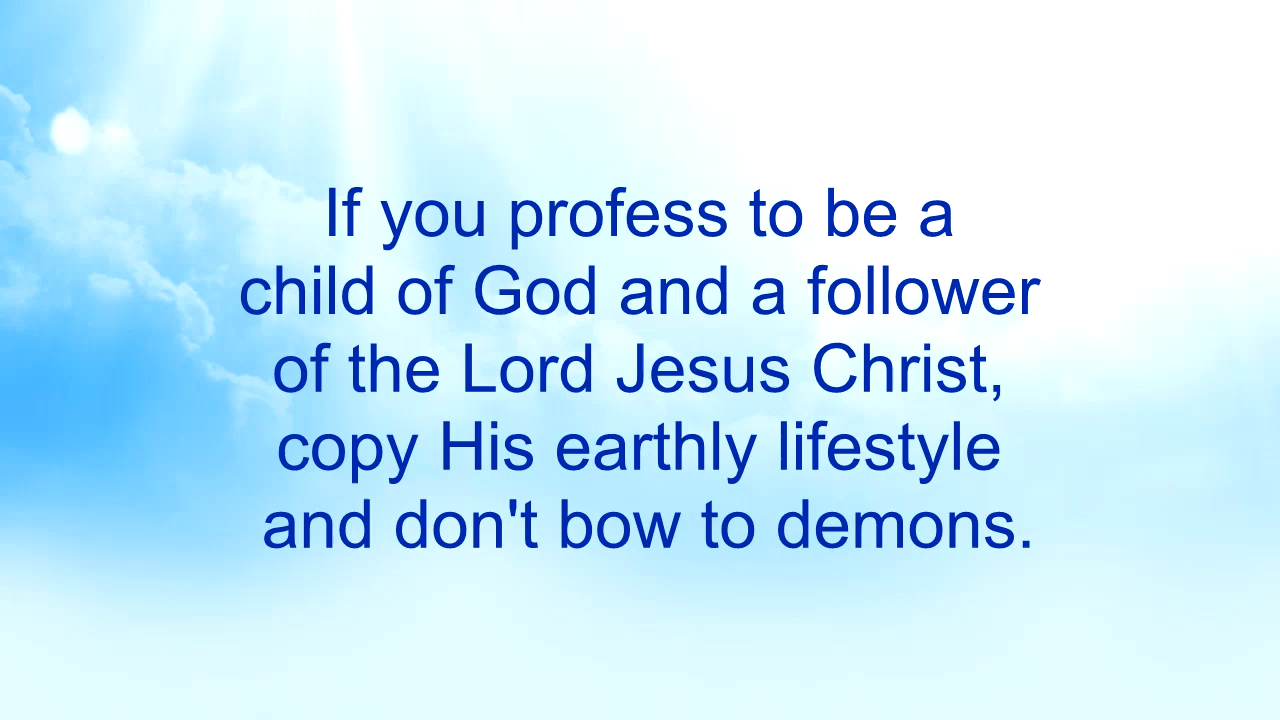 If you profess to be a
child of God and a follower
of the Lord Jesus Christ,
copy His earthly lifestyle
and don't bow to demons.